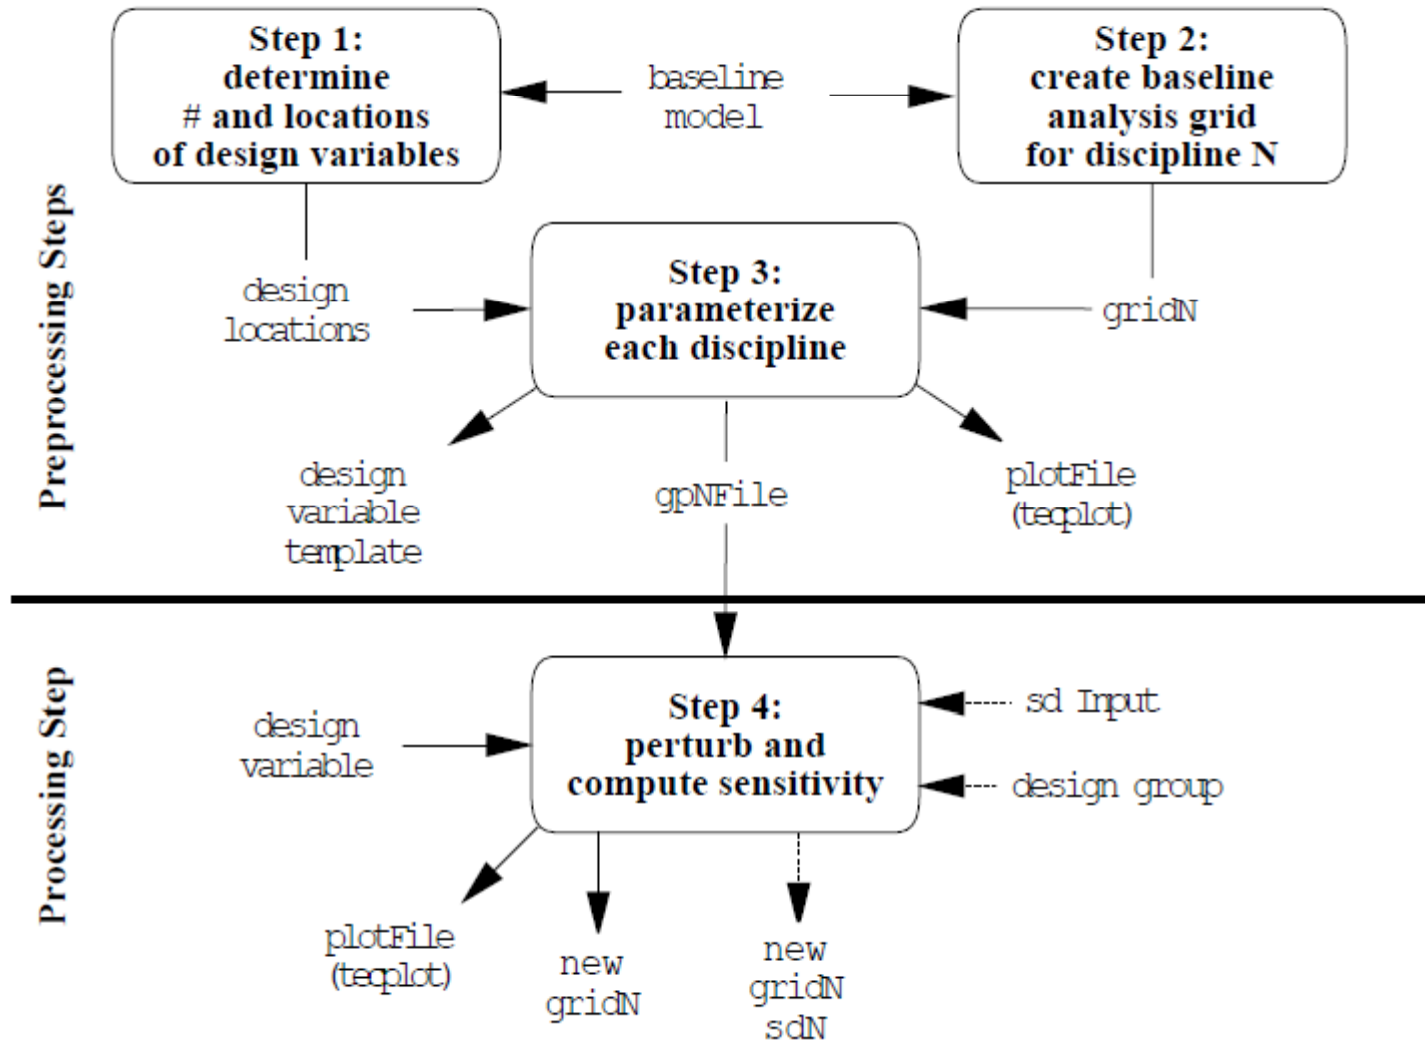 Step 1:
determine
# and locations
of design variables
baseline
model
Step 2:
create baseline
analysis grid
for discipline N
Preprocessing Steps
design
locations
Step 3:
parameterize
each discipline
gridN
design
variable
template
gpNFile
plotFile
(tecplot)
Processing Step
design
variable
Step 4:
perturb and
compute sensitivity
sd Input
design group
plotFile
(tecplot)
new
gridN
new
gridN
sdN